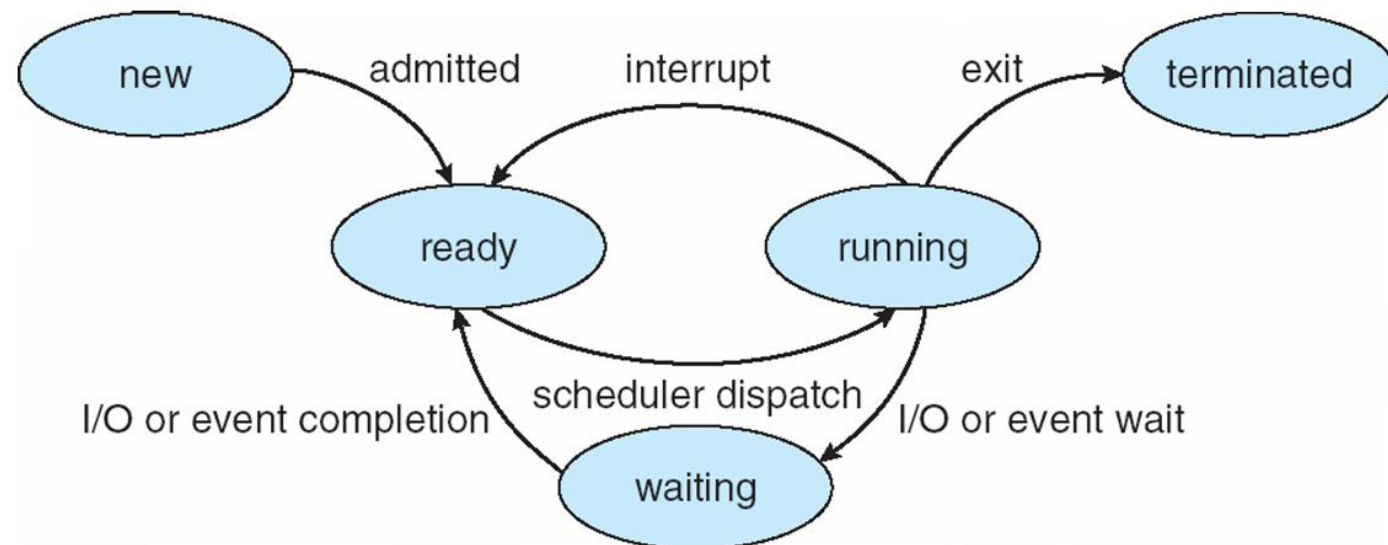 new
admitted
interrupt
exit
terminated
ready
running
scheduler dispatch
I/O or event completion
I/O or event wait
waiting